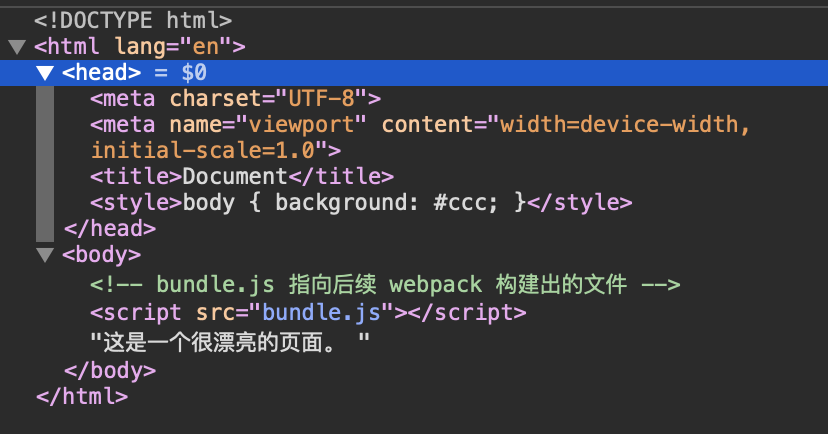 <!DOCTYPE html>
<html lang="en">
<head> = $0
<meta charset="UTF-8">
<meta name="viewport" content="width=device-width,
initial-scale=1.0">
<title>Document</title>
<style>body { background: #ccc; }</style>
</head>
<body>
<!-- bundle.js 指向后续 webpack 构建出的文件 -->
<script src="bundle.js"></script>
"这是一个很漂亮的页面。 "
</body>
</html>